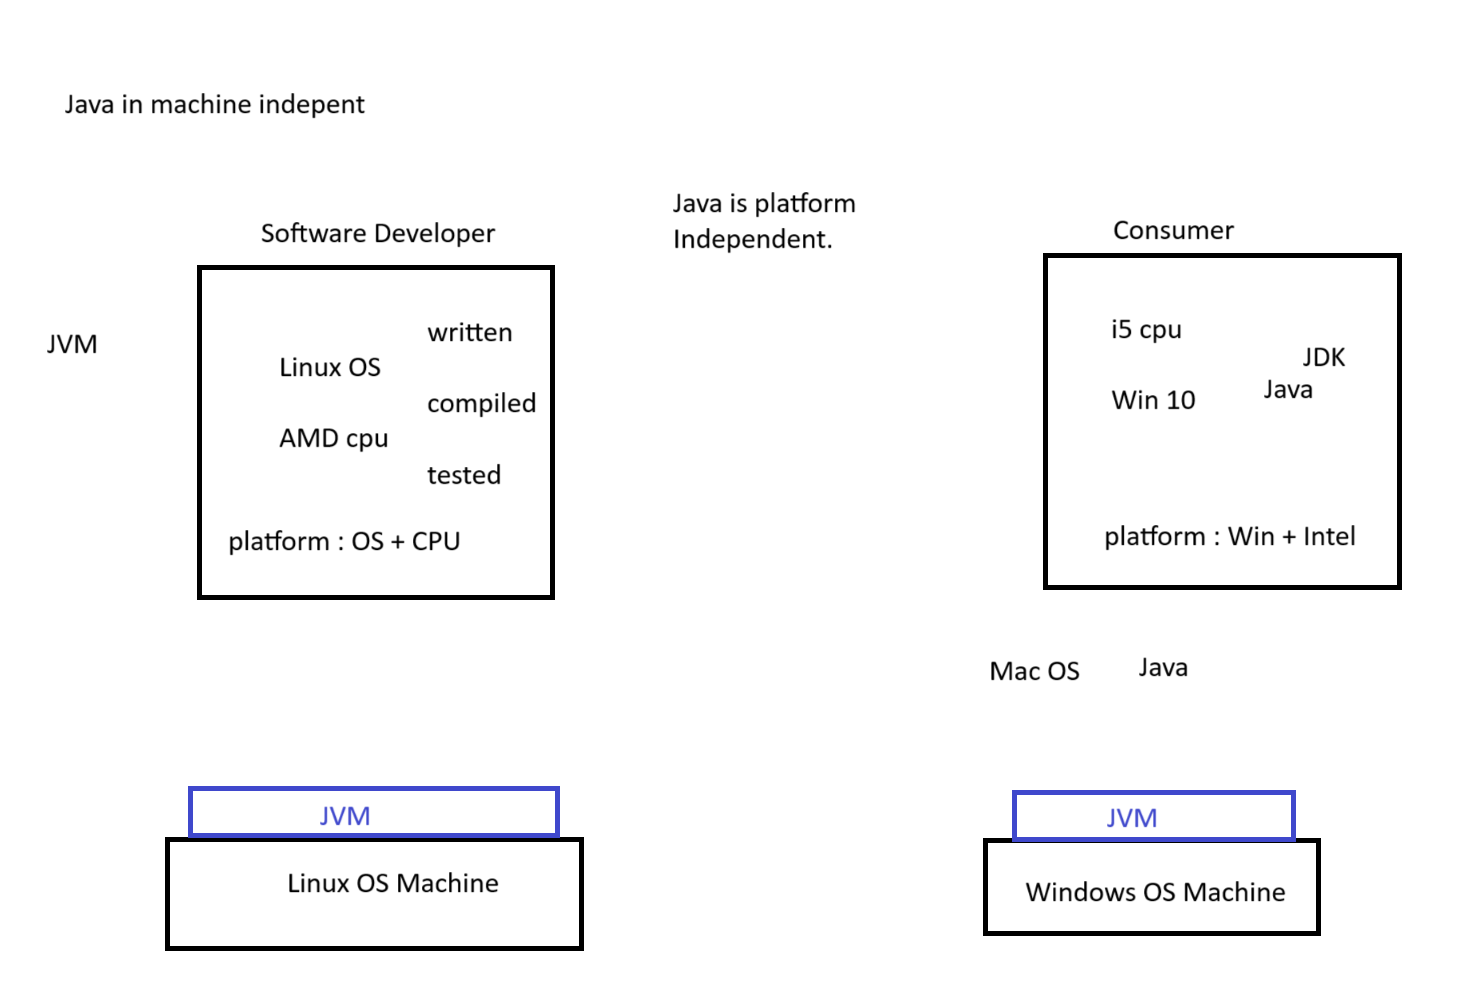 Java in machine indepent
Java is platform
Independent.
Software Developer
Consumer
JVM
written
Linux OS
compiled
AMD cpu
tested
platform : OS + CPU
i5 cpu
JDK
Java
Win 10
platform : Win + Intel
Mac OS
Java
JVM
Linux OS Machine
JVM
Windows OS Machine